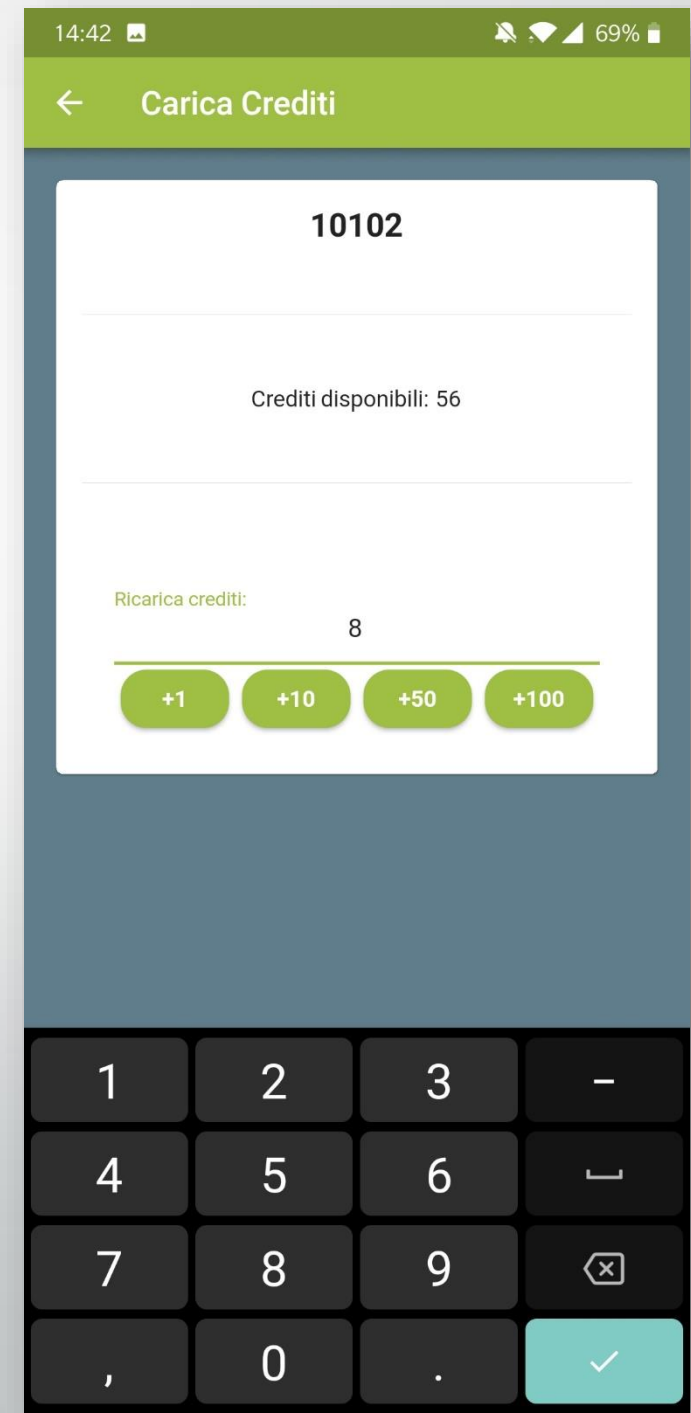 14:42
69%
Carica Crediti
10102
Crediti disponibili: 56
Ricarica crediti:
8
+1 +10 +50 +100
1 2 3 -
4 5 6
7 8 9
, 0 .